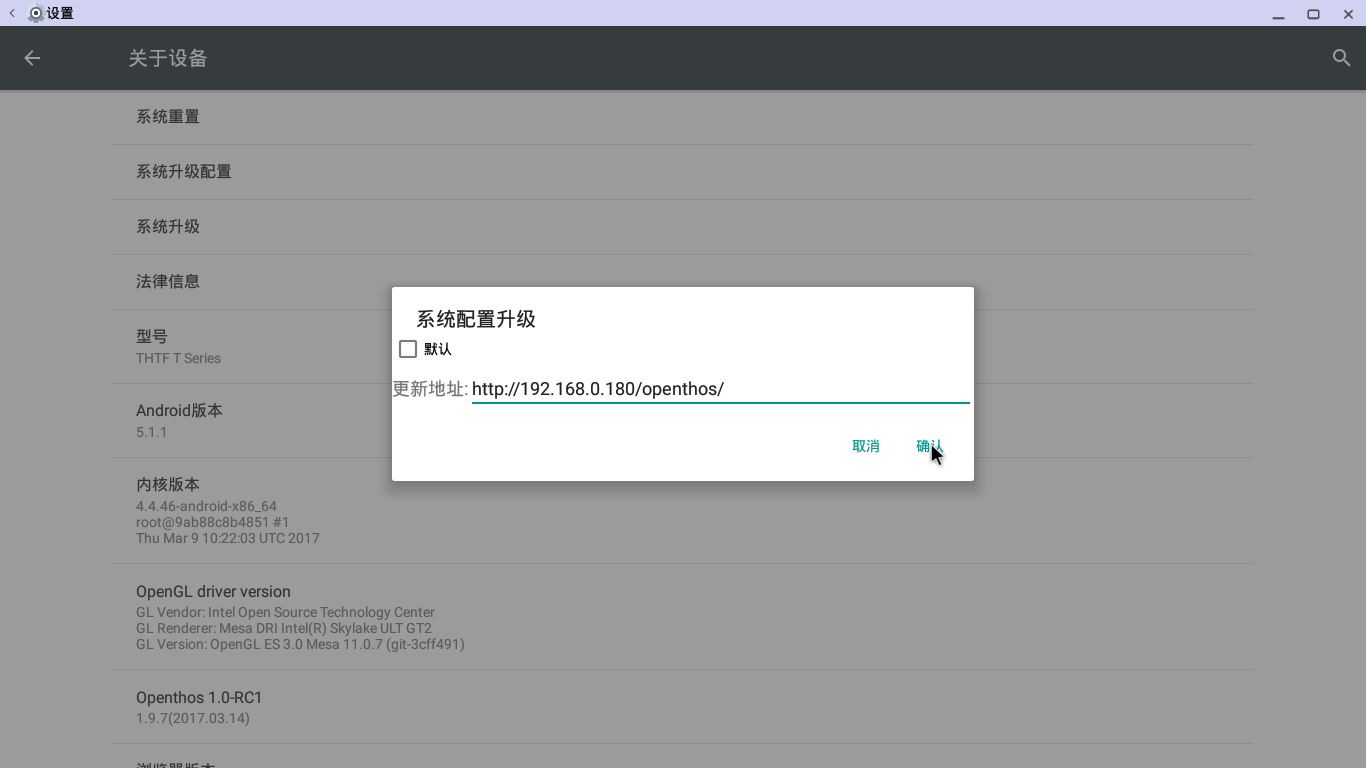 设置
关于设备
系统重置
系统升级配置
系统升级
法律信息
型号
THTF T Series
Android版本
5.1.1
内核版本
4.4.46-android-x86_64
root@9ab88c8b4851 #1
Thu Mar 9 10:22:03 UTC 2017
OpenGL driver version
GL Vendor: Intel Open Source Technology Center
GL Renderer: Mesa DRI Intel(R) Skylake ULT GT2
GL Version: OpenGL ES 3.0 Mesa 11.0.7 (git-3cff491)
Openthos 1.0-RC1
1.9.7(2017.03.14)
浏览器版本
系统配置升级
默认
更新地址: http://192.168.0.180/openthos/
取消 确认